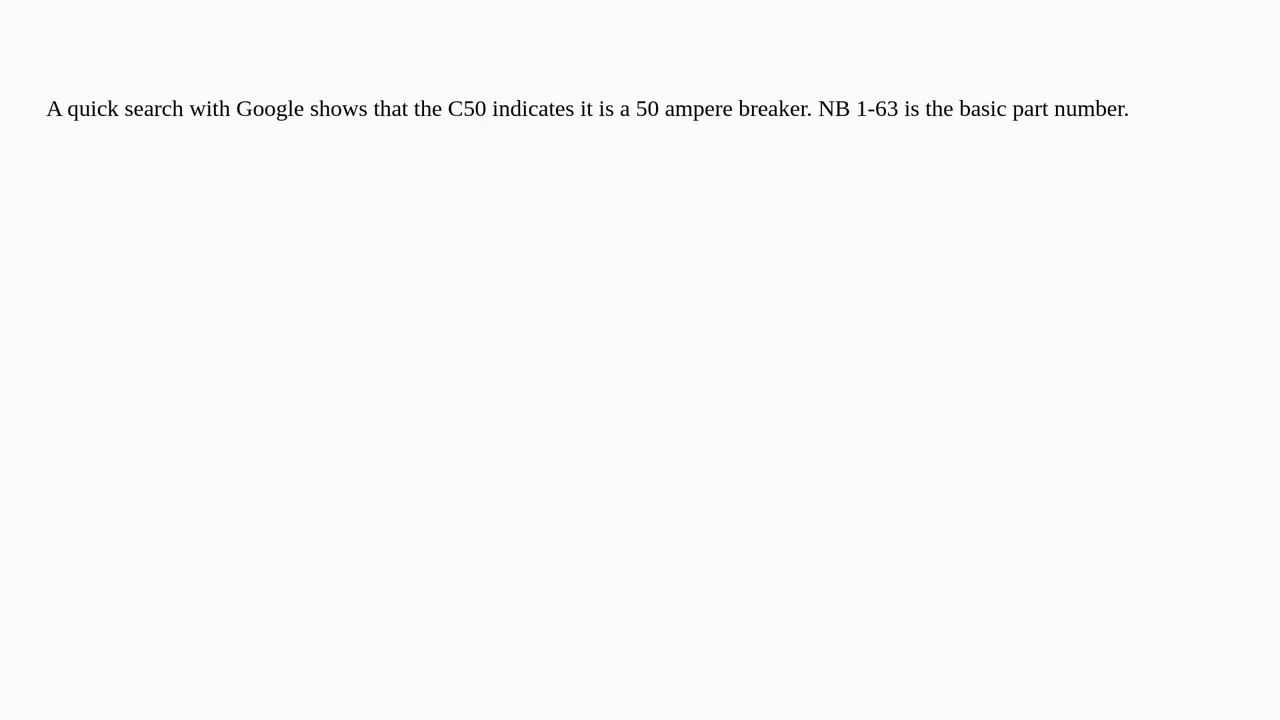 A quick search with Google shows that the C50 indicates it is a 50 ampere breaker. NB 1-63 is the basic part number.